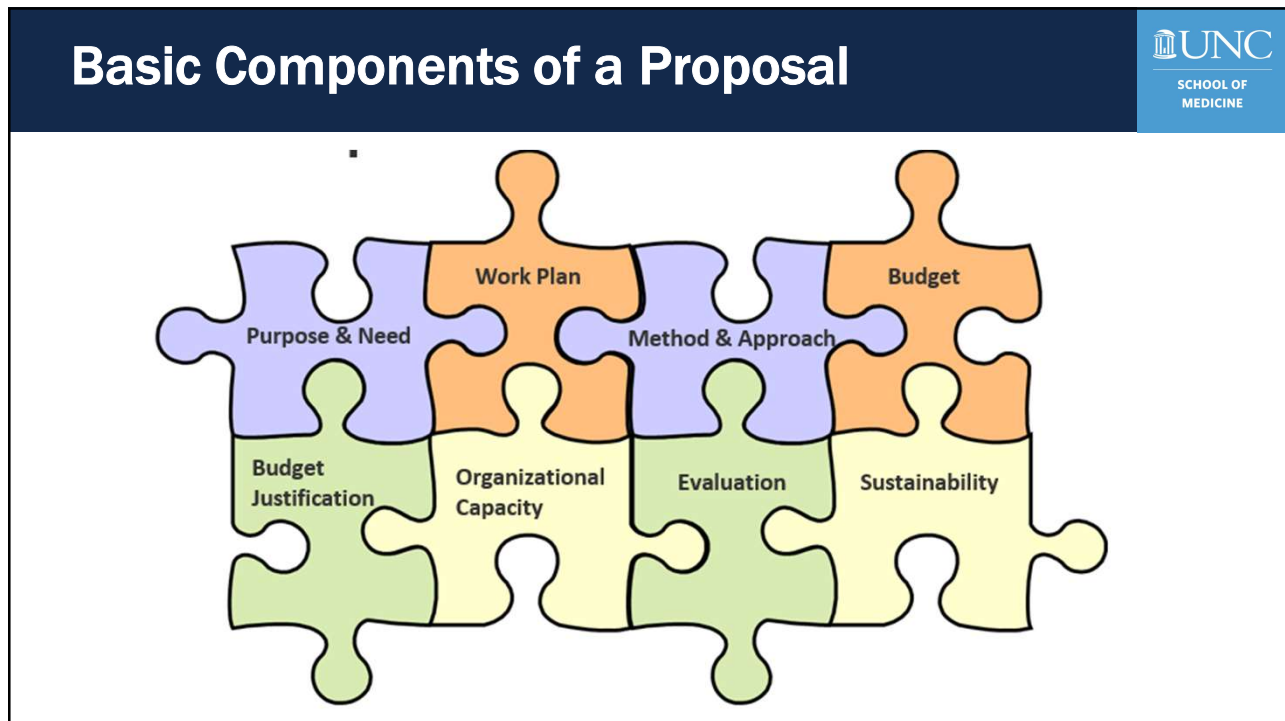 Basic Components of a Proposal
UNC
SCHOOL OF
MEDICINE
Work Plan
Budget
Purpose & Need
Method & Approach
Budget
Justification
Organizational
Capacity
Evaluation
Sustainability